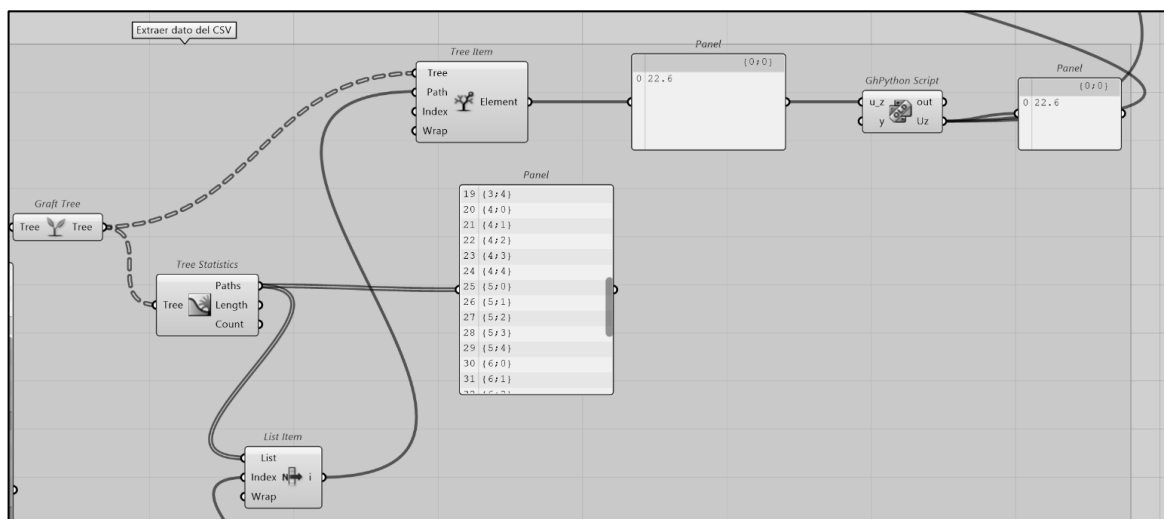 Extraer dato del CSV
Tree Item
Tree
Path
Index
Wrap
Element
Panel
{0;0}
0 22.6
GhPython Script
u_z
y
out
Uz
Panel
{0;0}
0 22.6
Graft Tree
Tree
Tree
Tree Statistics
Tree
Paths
Length
Count
Panel
19 {3;4}
20 {4;0}
21 {4;1}
22 {4;2}
23 {4;3}
24 {4;4}
25 {5;0}
26 {5;1}
27 {5;2}
28 {5;3}
29 {5;4}
30 {6;0}
31 {6;1}
32 {6;2}
List Item
List
Index
Wrap
N
i